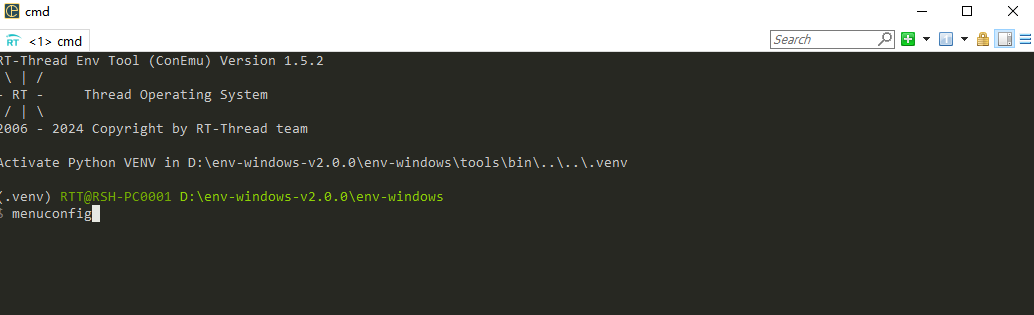 cmd
RT <1> cmd
Search
RT-Thread Env Tool (ConEmu) Version 1.5.2
\ | /
- RT -     Thread Operating System
/ | \
2006 - 2024 Copyright by RT-Thread team
Activate Python VENV in D:\env-windows-v2.0.0\env-windows\tools\bin\..\..\.venv
(.venv) RTT@RSH-PC0001 D:\env-windows-v2.0.0\env-windows
$ menuconfig